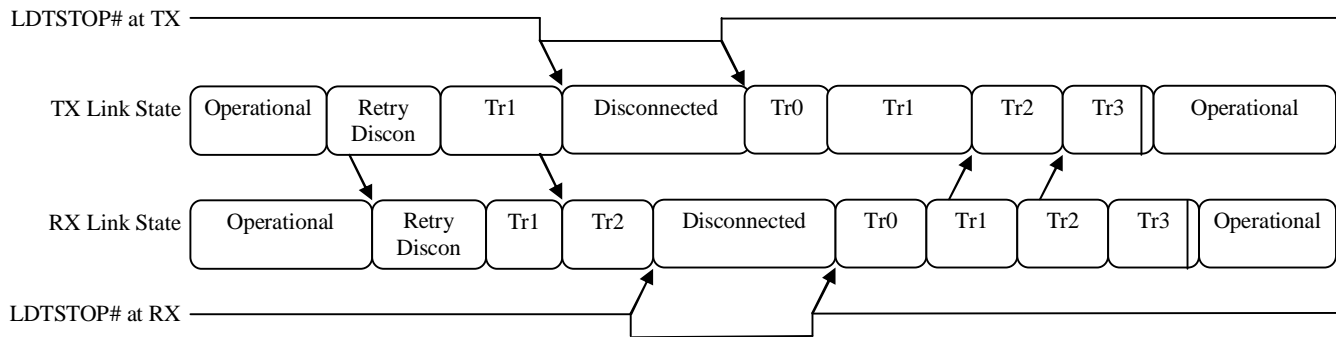 LDTSTOP# at TX
TX Link State
Operational
Retry
Discon
Tr1
Disconnected
Tr0
Tr1
Tr2
Tr3
Operational
RX Link State
Operational
Retry
Discon
Tr1
Tr2
Disconnected
Tr0
Tr1
Tr2
Tr3
Operational
LDTSTOP# at RX